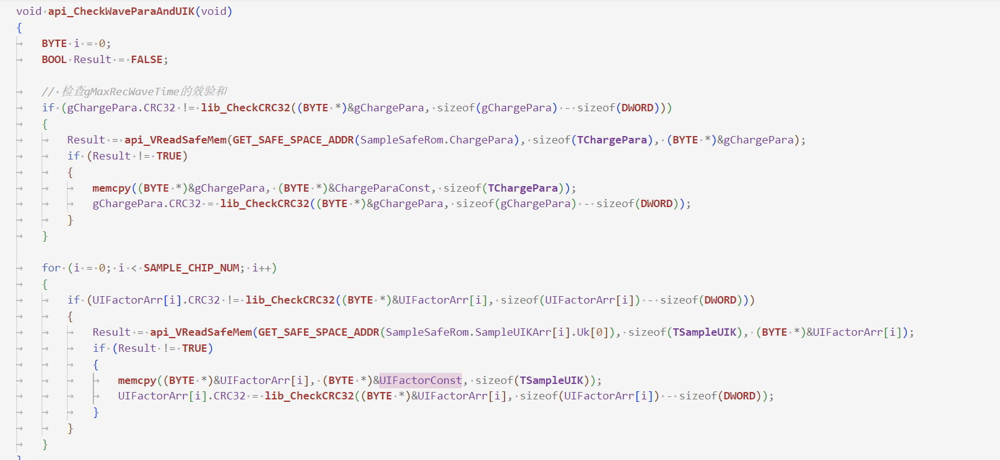 void api_CheckWaveParaAndUIK(void)
{
BYTE i = 0;
BOOL Result = FALSE;
// 检查gMaxRecWaveTime的效验和
if (gChargePara.CRC32 != lib_CheckCRC32((BYTE *)&gChargePara, sizeof(gChargePara) - sizeof(DWORD)))
{
Result = api_VReadSafeMem(GET_SAFE_SPACE_ADDR(SampleSafeRom.ChargePara), sizeof(TChargePara), (BYTE *)&gChargePara);
if (Result != TRUE)
{
memcpy((BYTE *)&gChargePara, (BYTE *)&ChargeParaConst, sizeof(TChargePara));
gChargePara.CRC32 = lib_CheckCRC32((BYTE *)&gChargePara, sizeof(gChargePara) - sizeof(DWORD));
}
}
for (i = 0; i < SAMPLE_CHIP_NUM; i++)
{
if (UIFactorArr[i].CRC32 != lib_CheckCRC32((BYTE *)&UIFactorArr[i], sizeof(UIFactorArr[i]) - sizeof(DWORD)))
{
Result = api_VReadSafeMem(GET_SAFE_SPACE_ADDR(SampleSafeRom.SampleUIKArr[i].Uk[0]), sizeof(TSampleUIK), (BYTE *)&UIFactorArr[i]);
if (Result != TRUE)
{
memcpy((BYTE *)&UIFactorArr[i], (BYTE *)&UIFactorConst, sizeof(TSampleUIK));
UIFactorArr[i].CRC32 = lib_CheckCRC32((BYTE *)&UIFactorArr[i], sizeof(UIFactorArr[i]) - sizeof(DWORD));
}
}
}
}